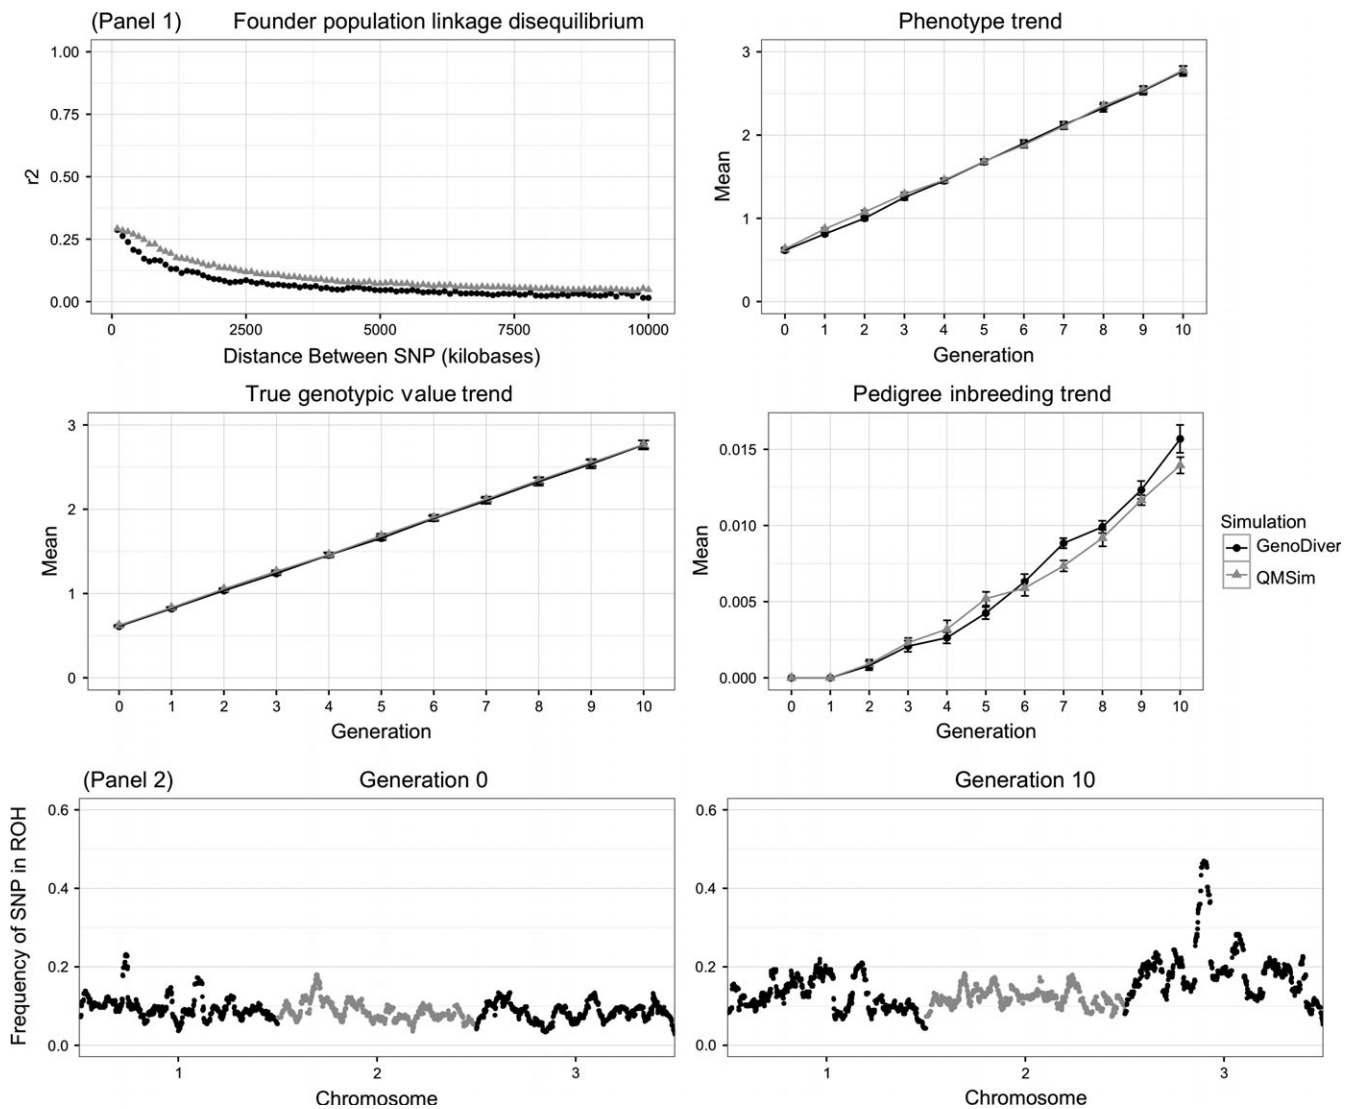 (Panel 1)
Founder population linkage disequilibrium
1.00
0.75
0.50
0.25
0.00
r2
0 2500 5000 7500 10000
Distance Between SNP (kilobases)
Phenotype trend
3
2
1
0
Mean
0 1 2 3 4 5 6 7 8 9 10
Generation
True genotypic value trend
3
2
1
0
Mean
0 1 2 3 4 5 6 7 8 9 10
Generation
Pedigree inbreeding trend
0.015
0.010
0.005
0.000
Mean
0 1 2 3 4 5 6 7 8 9 10
Generation
Simulation
GenoDiver
QMSim
(Panel 2)
Generation 0
0.6
0.4
0.2
0.0
Frequency of SNP in ROH
1 2 3
Chromosome
Generation 10
0.6
0.4
0.2
0.0
1 2 3
Chromosome